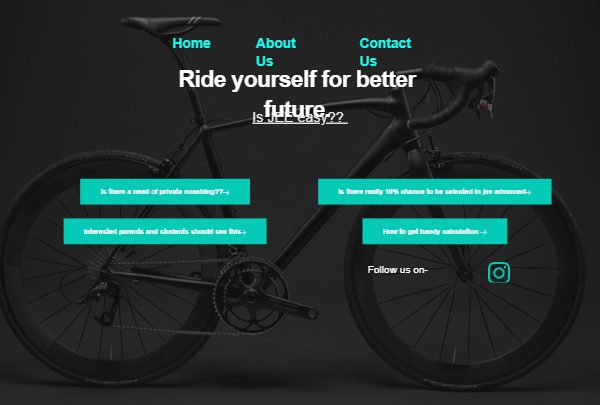 Home About Contact
Us Us
Ride yourself for better
future.
Is JEE easy??
Is there a need of private coaching??→
Is there really 10% chance to be selected in jee advanced→
Interested parents and students should see this→
How to get handy calculation →
Follow us on-